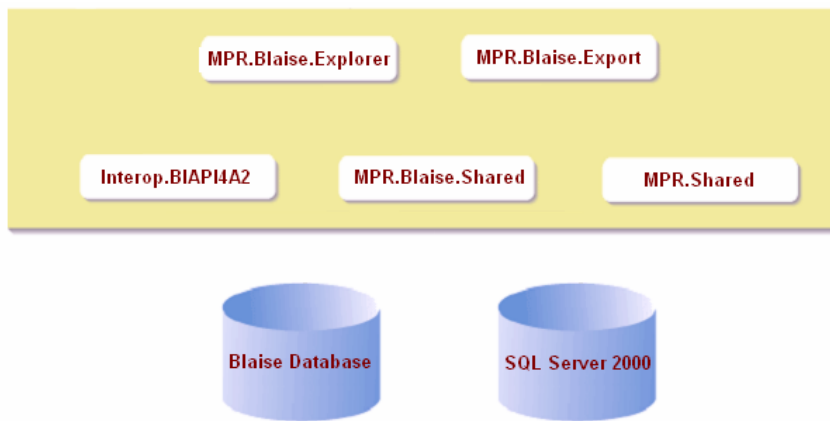 MPR.Blaise.Explorer
MPR.Blaise.Export
Interop.BIAPI4A2
MPR.Blaise.Shared
MPR.Shared
Blaise Database
SQL Server 2000